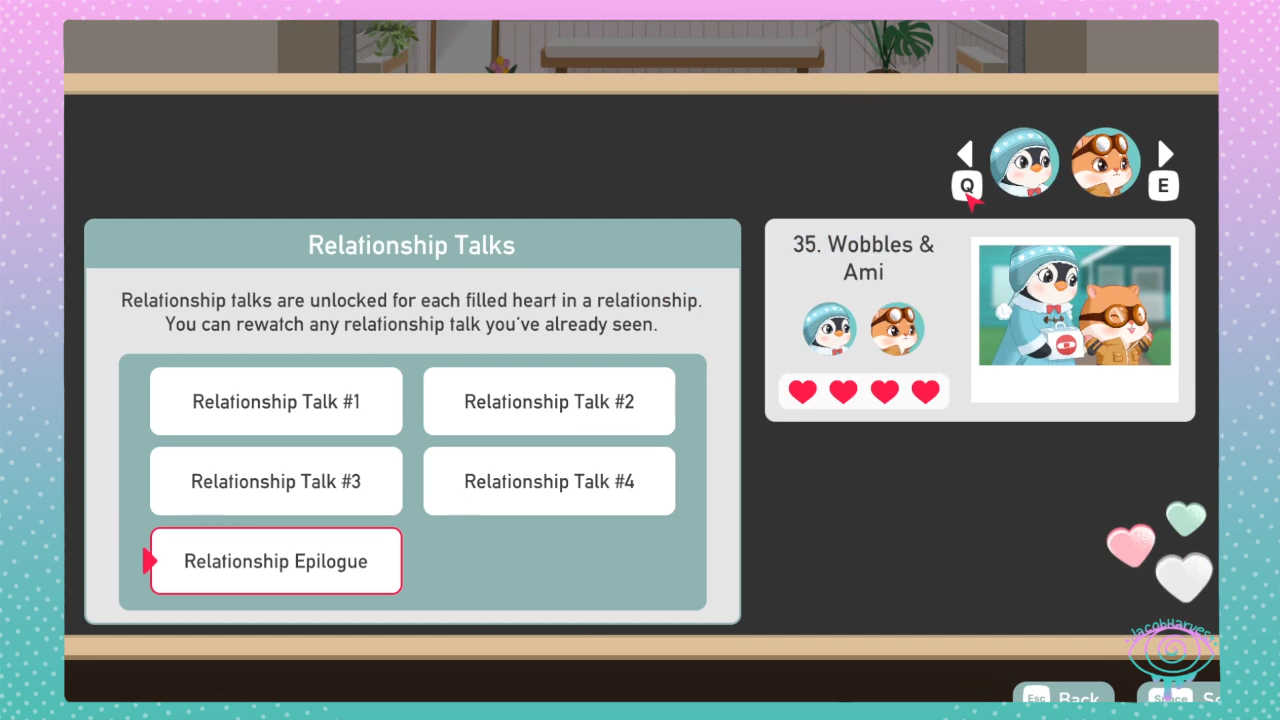 Q
E
Relationship Talks
Relationship talks are unlocked for each filled heart in a relationship.
You can rewatch any relationship talk you've already seen.
Relationship Talk #1
Relationship Talk #2
Relationship Talk #3
Relationship Talk #4
Relationship Epilogue
35. Wobbles &
Ami
JacobHarvest
Esc Back
Space